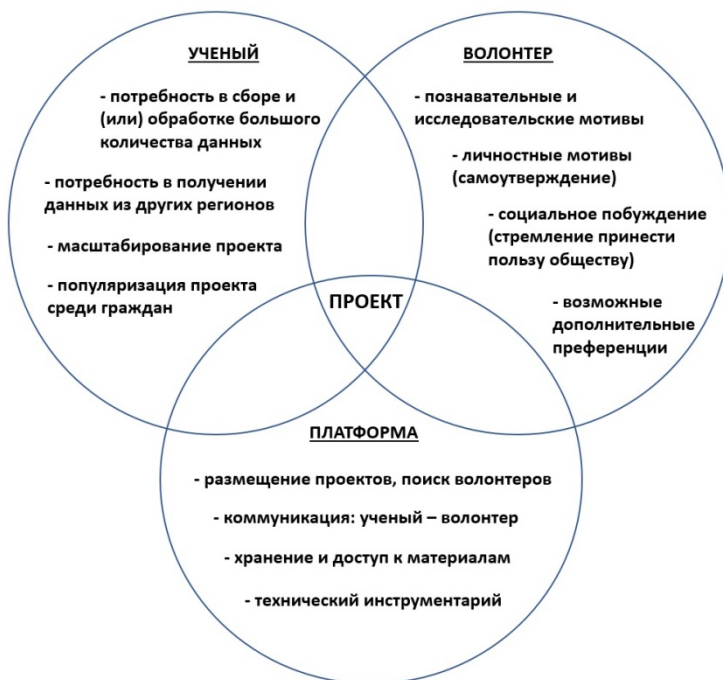 УЧЕНЫЙ
- потребность в сборе и
(или) обработке большого
количества данных
- потребность в получении
данных из других регионов
- масштабирование проекта
- популяризация проекта
среди граждан
ВОЛОНТЕР
- познавательные и
исследовательские мотивы
- личностные мотивы
(самоутверждение)
- социальное побуждение
(стремление принести
пользу обществу)
- возможные
дополнительные
преференции
ПРОЕКТ
ПЛАТФОРМА
- размещение проектов, поиск волонтеров
- коммуникация: ученый – волонтер
- хранение и доступ к материалам
- технический инструментарий